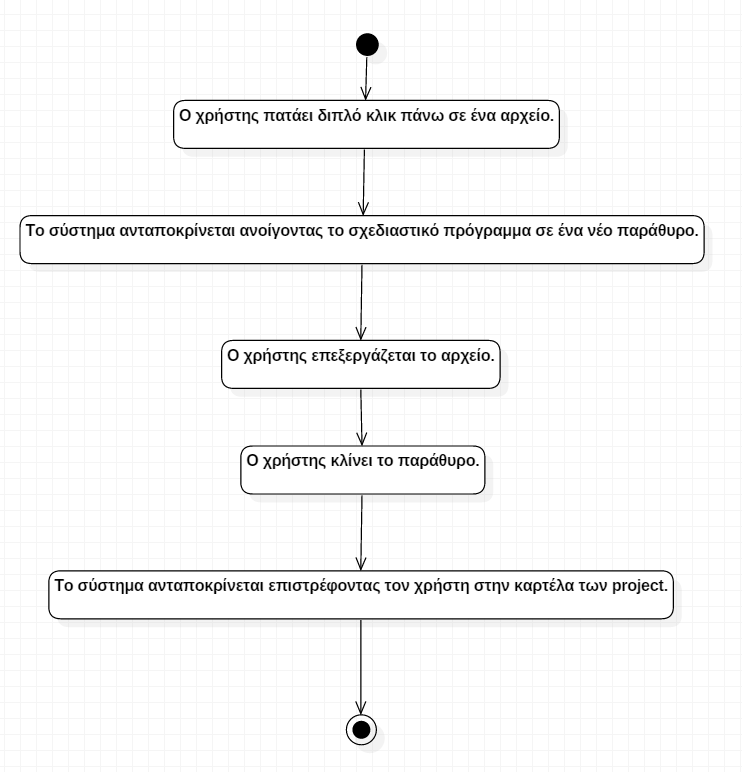 Ο χρήστης πατάει διπλό κλικ πάνω σε ένα αρχείο.
Το σύστημα ανταποκρίνεται ανοίγοντας το σχεδιαστικό πρόγραμμα σε ένα νέο παράθυρο.
Ο χρήστης επεξεργάζεται το αρχείο.
Ο χρήστης κλίνει το παράθυρο.
Το σύστημα ανταποκρίνεται επιστρέφοντας τον χρήστη στην καρτέλα των project.